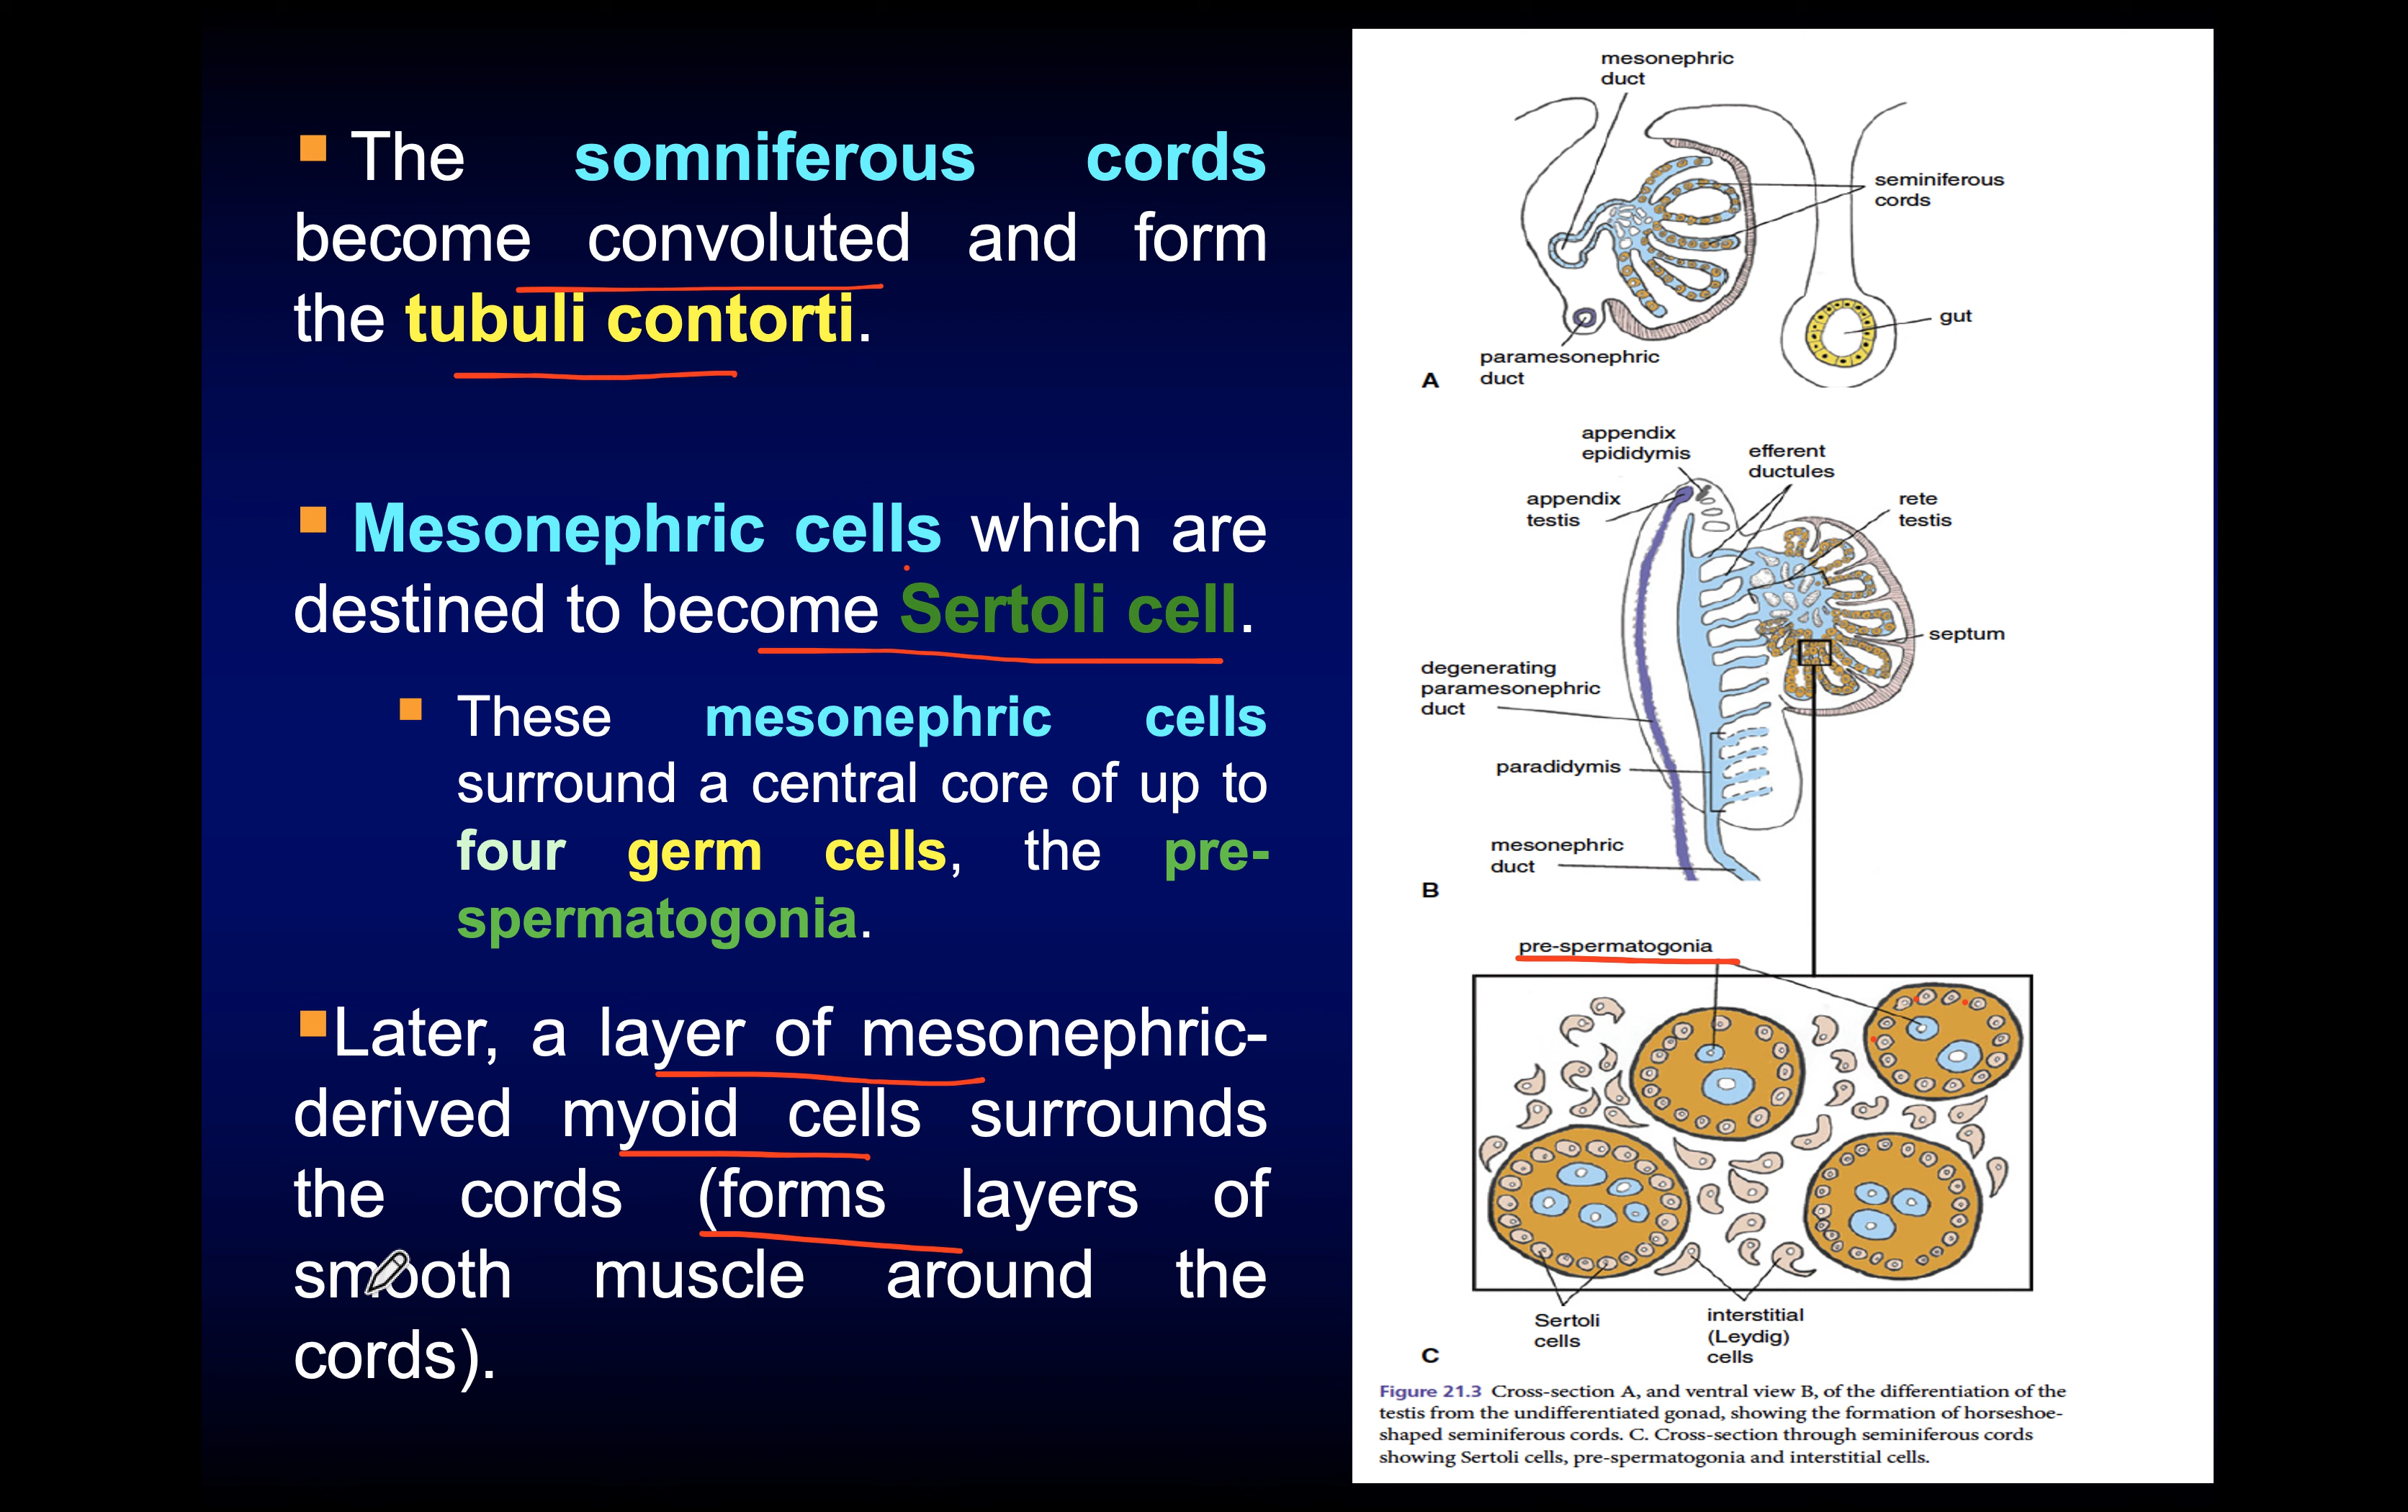 The somniferous cords
become convoluted and form
the tubuli contorti.
Mesonephric cells which are
destined to become Sertoli cell.
These mesonephric cells
surround a central core of up to
four germ cells, the pre-
spermatogonia.
Later, a layer of mesonephric-
derived myoid cells surrounds
the cords (forms layers of
smooth muscle around the
cords).
mesonephric
duct
seminiferous
cords
gut
paramesonephric
duct
A
appendix
epididymis
efferent
ductules
appendix
testis
rete
testis
septum
degenerating
paramesonephric
duct
paradidymis
mesonephric
duct
B
pre-spermatogonia
Sertoli
cells
interstitial
(Leydig)
cells
C
Figure 21.3 Cross-section A, and ventral view B, of the differentiation of the
testis from the undifferentiated gonad, showing the formation of horseshoe-
shaped seminiferous cords. C. Cross-section through seminiferous cords
showing Sertoli cells, pre-spermatogonia and interstitial cells.